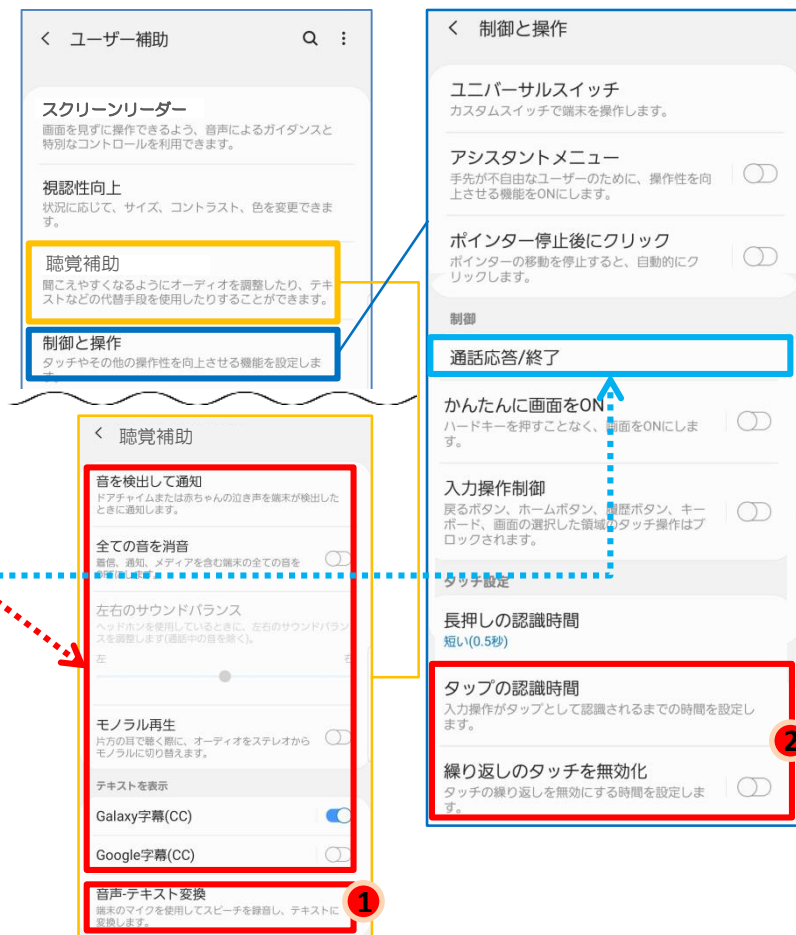 ユーザー補助
スクリーンリーダー
画面を見ずに操作できるよう、音声によるガイダンスと
特別なコントロールを利用できます。
視認性向上
状況に応じて、サイズ、コントラスト、色を変更できま
す。
聴覚補助
聞こえやすくなるようにオーディオを調整したり、テキ
ストなどの代替手段を使用したりすることができます。
制御と操作
タッチやその他の操作性を向上させる機能を設定しま
す。
聴覚補助
音を検出して通知
ドアチャイムまたは赤ちゃんの泣き声を端末が検出した
ときに通知します。
全ての音を消音
着信、通知、メディアを含む端末の全ての音を
します。
左右のサウンドバランス
ヘッドホンを使用しているときに、左右のサウンドバラン
スを調整します(通話中の音を除く)。
左 右
モノラル再生
片方の耳で聴く際に、オーディオをステレオから
モノラルに切り替えます。
テキストを表示
Galaxy字幕(CC)
Google字幕(CC)
音声-テキスト変換
端末のマイクを使用してスピーチを録音し、テキストに
変換します。
1
制御と操作
ユニバーサルスイッチ
カスタムスイッチで端末を操作します。
アシスタントメニュー
手先が不自由なユーザーのために、操作性を向
上させる機能をONにします。
ポインター停止後にクリック
ポインターの移動を停止すると、自動的にク
リックします。
制御
通話応答/終了
かんたんに画面をON
ハードキーを押すことなく、画面をONにしま
す。
入力操作制御
戻るボタン、ホームボタン、履歴ボタン、キー
ボード、画面の選択した領域のタッチ操作はブ
ロックされます。
タッチ設定
長押しの認識時間
短い(0.5秒)
タップの認識時間
入力操作がタップとして認識されるまでの時間を設定し
ます。
2
繰り返しのタッチを無効化
タッチの繰り返しを無効にする時間を設定しま
す。